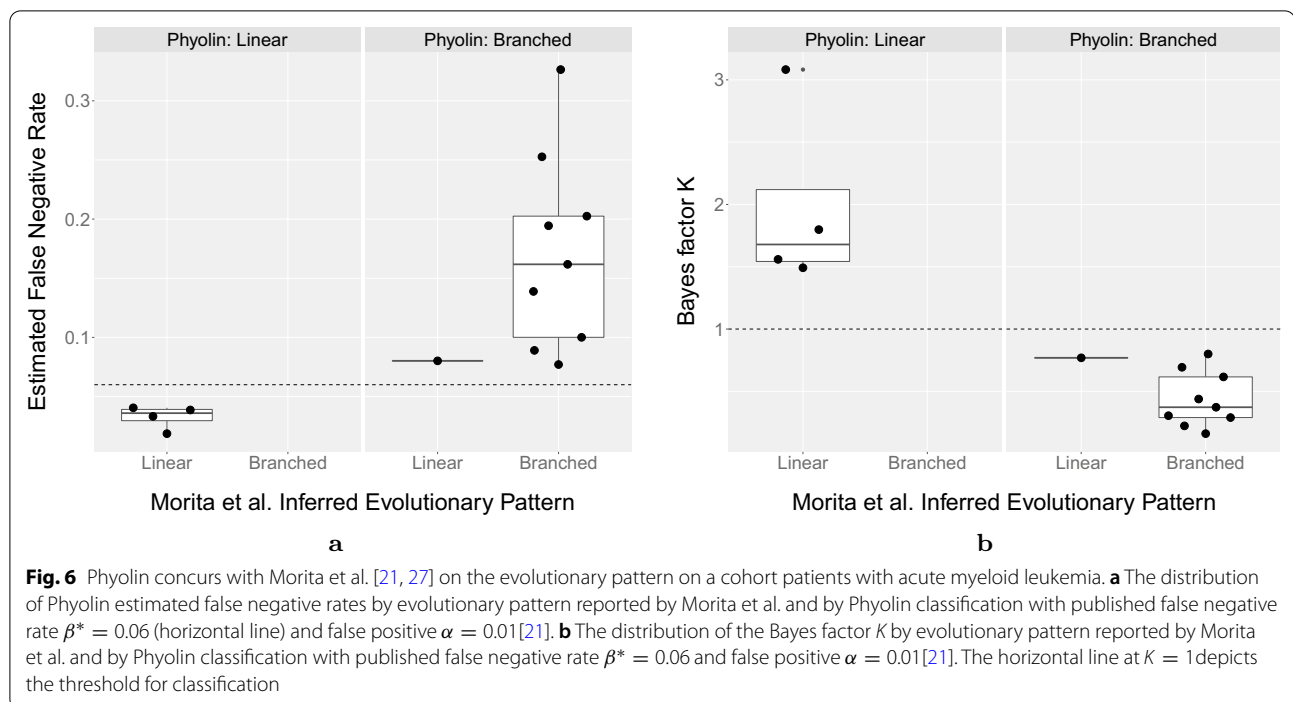 Phyolin: Linear
Phyolin: Branched
Estimated False Negative Rate
0.3
0.2
0.1
Linear
Branched
Linear
Branched
Morita et al. Inferred Evolutionary Pattern
a
Phyolin: Linear
Phyolin: Branched
Bayes factor K
3
2
1
Linear
Branched
Linear
Branched
Morita et al. Inferred Evolutionary Pattern
b
Fig. 6 Phyolin concurs with Morita et al. [21, 27] on the evolutionary pattern on a cohort patients with acute myeloid leukemia. a The distribution
of Phyolin estimated false negative rates by evolutionary pattern reported by Morita et al. and by Phyolin classification with published false negative
rate β* = 0.06 (horizontal line) and false positive α = 0.01[21]. b The distribution of the Bayes factor K by evolutionary pattern reported by Morita
et al. and by Phyolin classification with published false negative rate β* = 0.06 and false positive α = 0.01[21]. The horizontal line at K = 1depicts
the threshold for classification